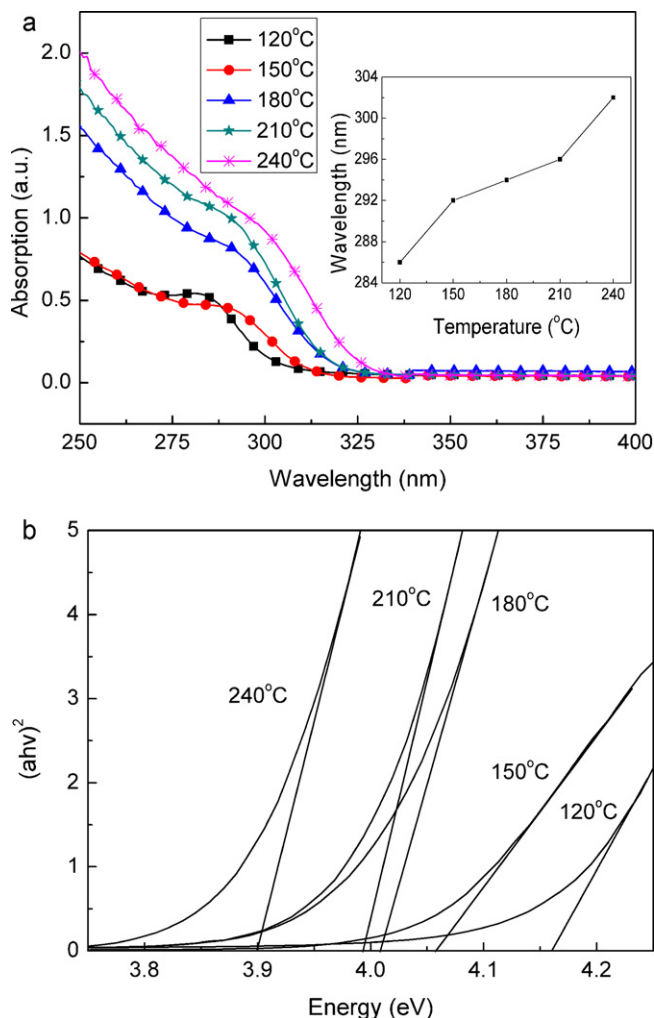 a
120°C
150°C
180°C
210°C
240°C
Absorption (a.u.)
2.0
1.5
1.0
0.5
0.0
250 275 300 325 350 375 400
Wavelength (nm)
Wavelength (nm)
304
300
296
292
288
284
120 150 180 210 240
Temperature (°C)
b
(ahv)²
5
4
3
2
1
0
240°C
210°C
180°C
150°C
120°C
3.8 3.9 4.0 4.1 4.2
Energy (eV)